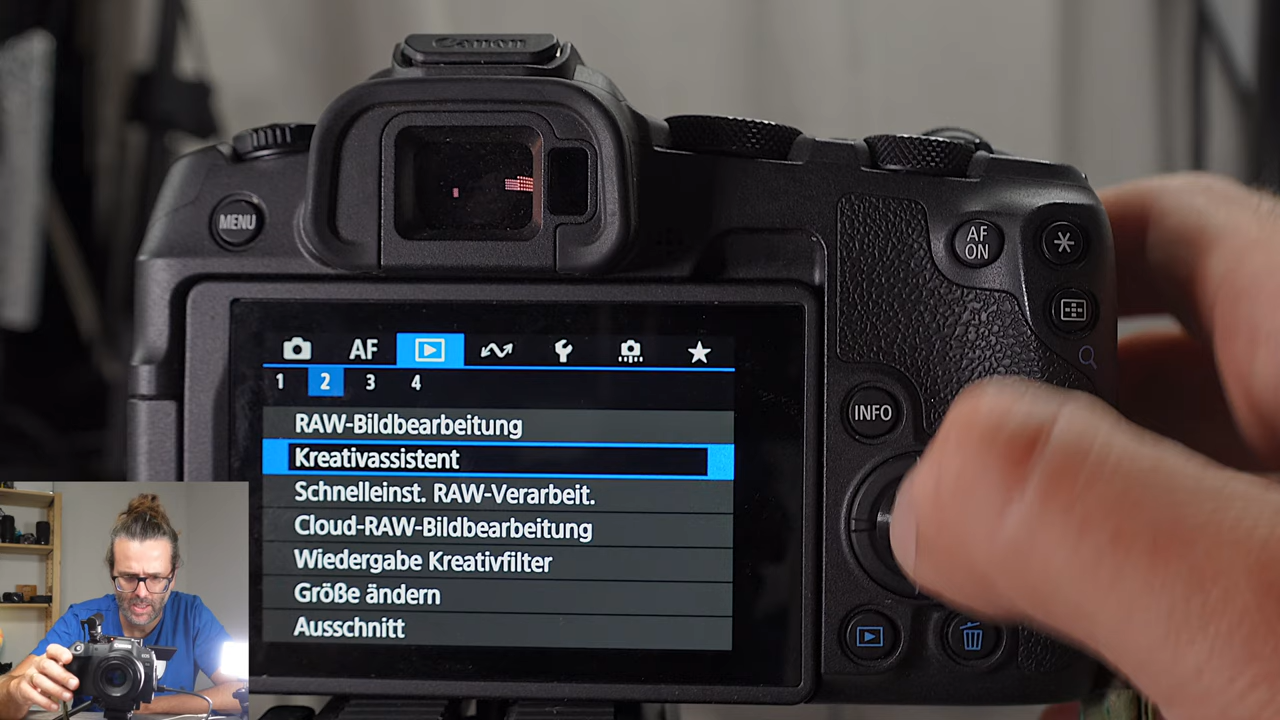 Canon
MENU
AF
ON
INFO
AF
1 2 3 4
RAW-Bildbearbeitung
Kreativassistent
Schnelleinst. RAW-Verarbeit.
Cloud-RAW-Bildbearbeitung
Wiedergabe Kreativfilter
Größe ändern
Ausschnitt
Canon